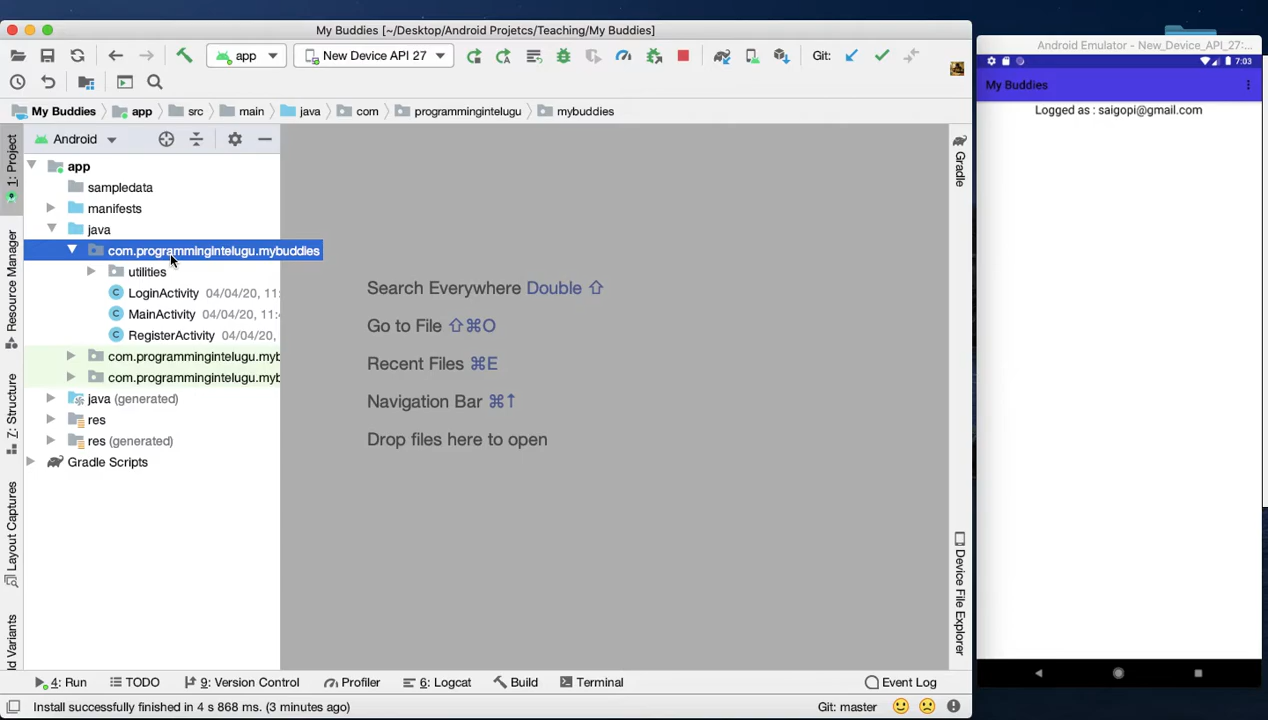 My Buddies [~/Desktop/Android Projetcs/Teaching/My Buddies]
app
New Device API 27
Git:
My Buddies
app
src
main
java
com
programmingintelugu
mybuddies
Android
1: Project
Resource Manager
7: Structure
Layout Captures
d Variants
app
sampledata
manifests
java
com.programmingintelugu.mybuddies
utilities
LoginActivity 04/04/20, 11:
MainActivity 04/04/20, 11:
RegisterActivity 04/04/20,
com.programmingintelugu.myb
com.programmingintelugu.myb
java (generated)
res
res (generated)
Gradle Scripts
Search Everywhere Double ⇧
Go to File ⇧⌘O
Recent Files ⌘E
Navigation Bar ⌘↑
Drop files here to open
Gradle
Device File Explorer
4: Run
TODO
9: Version Control
Profiler
6: Logcat
Build
Terminal
Event Log
Install successfully finished in 4 s 868 ms. (3 minutes ago)
Git: master
Android Emulator - New_Device_API_27:...
7:03
My Buddies
Logged as : saigopi@gmail.com